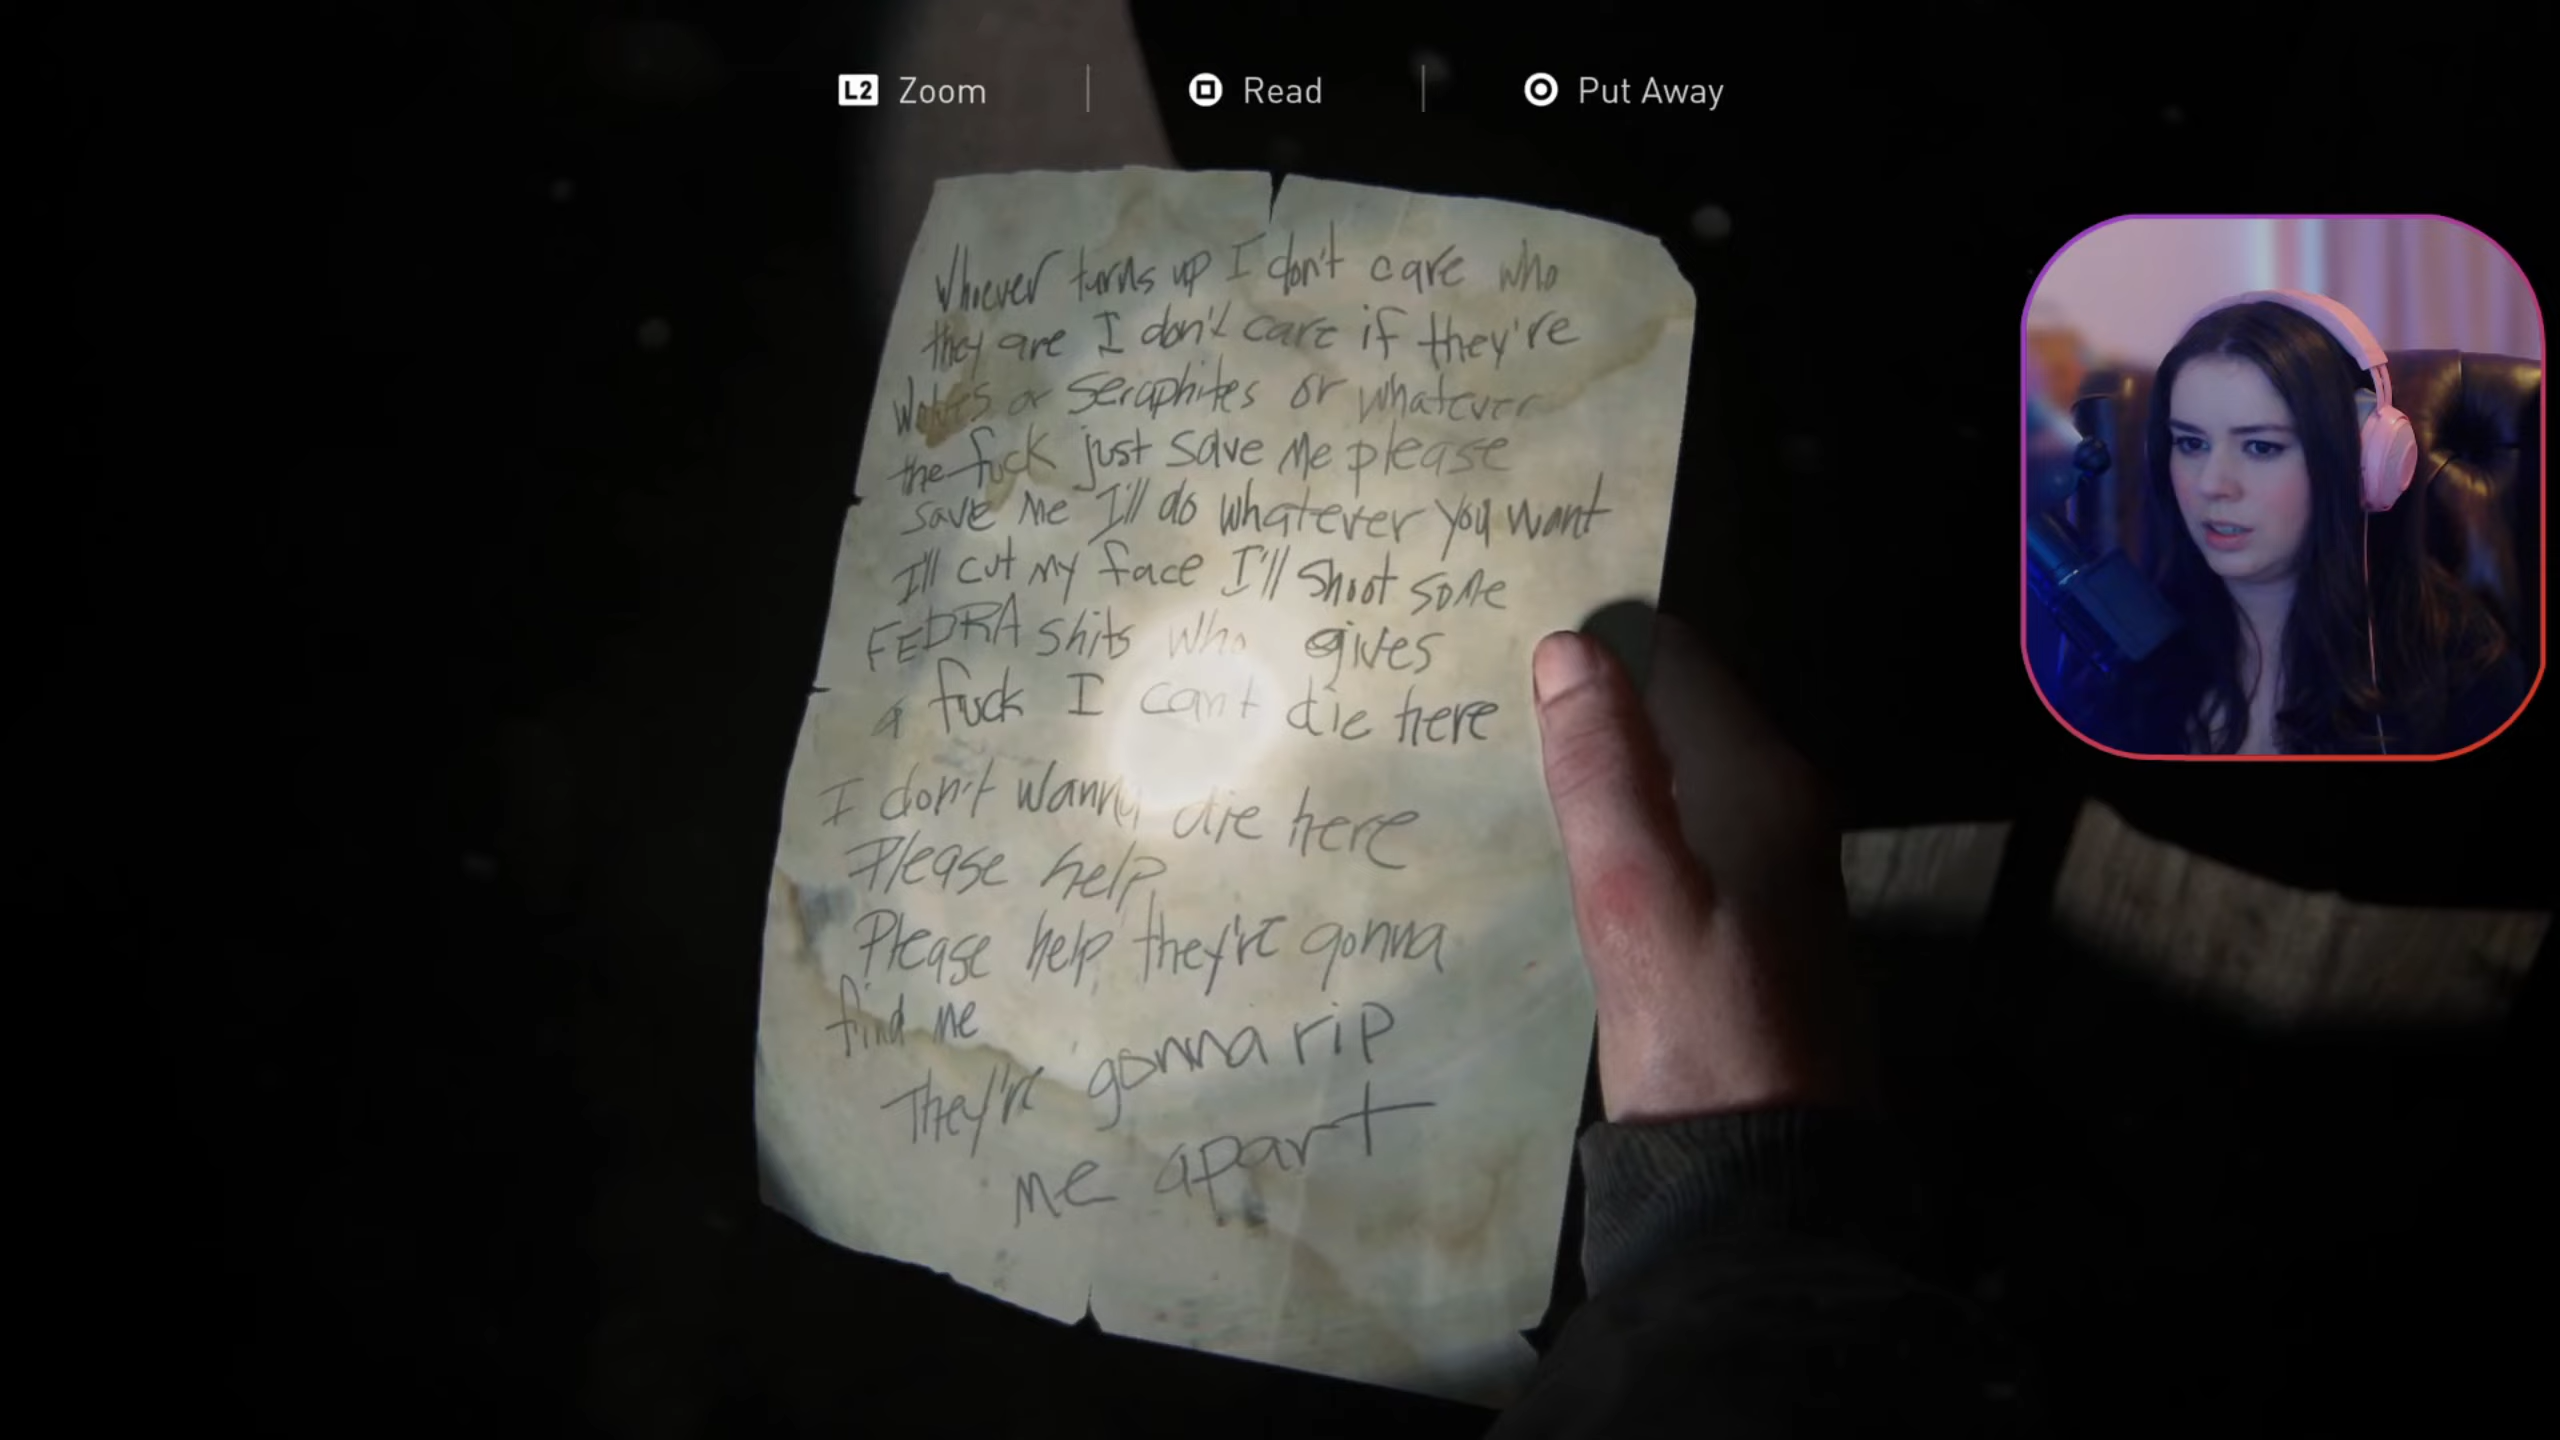 L2 Zoom | Read | Put Away
Whoever turns up I don't care who
they are I don't care if they're
Wolves or Seraphites or whatever
the fuck just save me please
save me I'll do whatever you want
I'll cut my face I'll shoot some
FEDRA shits who gives
a fuck I can't die here
I don't wanna die here
Please help
Please help they're gonna
find me
They're gonna rip
me apart